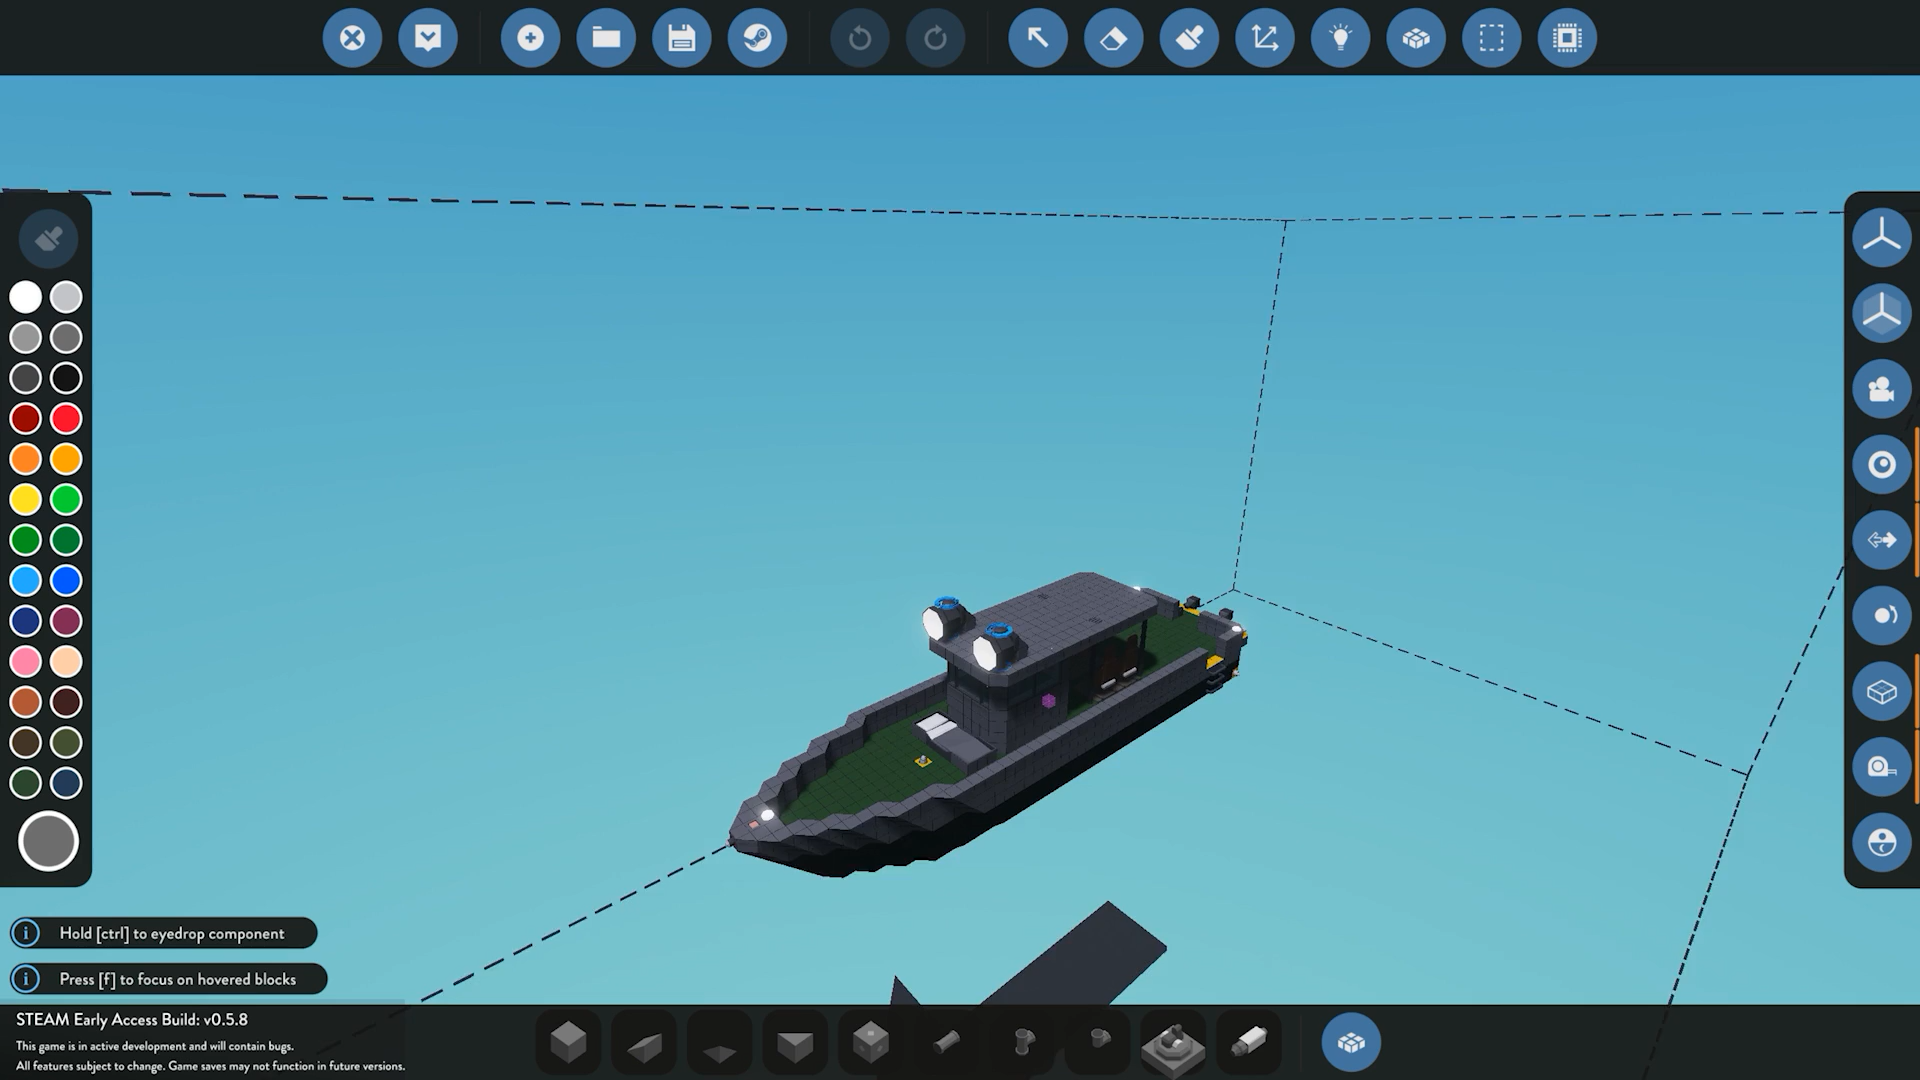 Hold [ctrl] to eyedrop component
Press [f] to focus on hovered blocks
STEAM Early Access Build: v0.5.8
This game is in active development and will contain bugs.
All features subject to change. Game saves may not function in future versions.